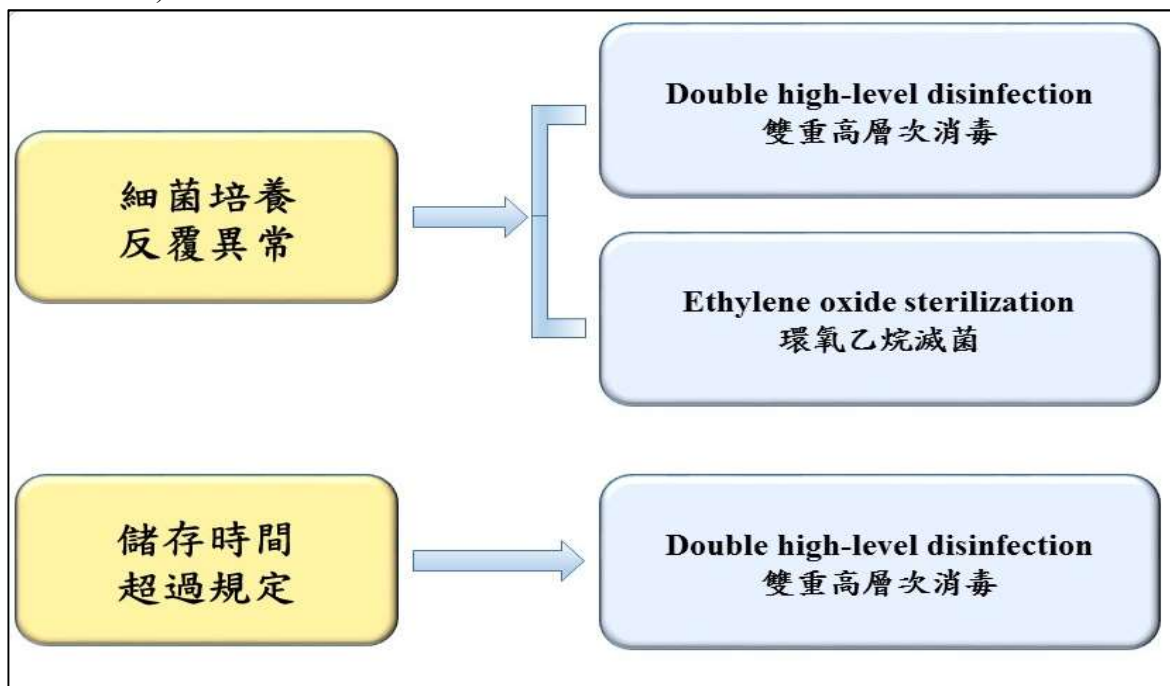 細菌培養
反覆異常
Double high-level disinfection
雙重高層次消毒
Ethylene oxide sterilization
環氧乙烷滅菌
儲存時間
超過規定
Double high-level disinfection
雙重高層次消毒